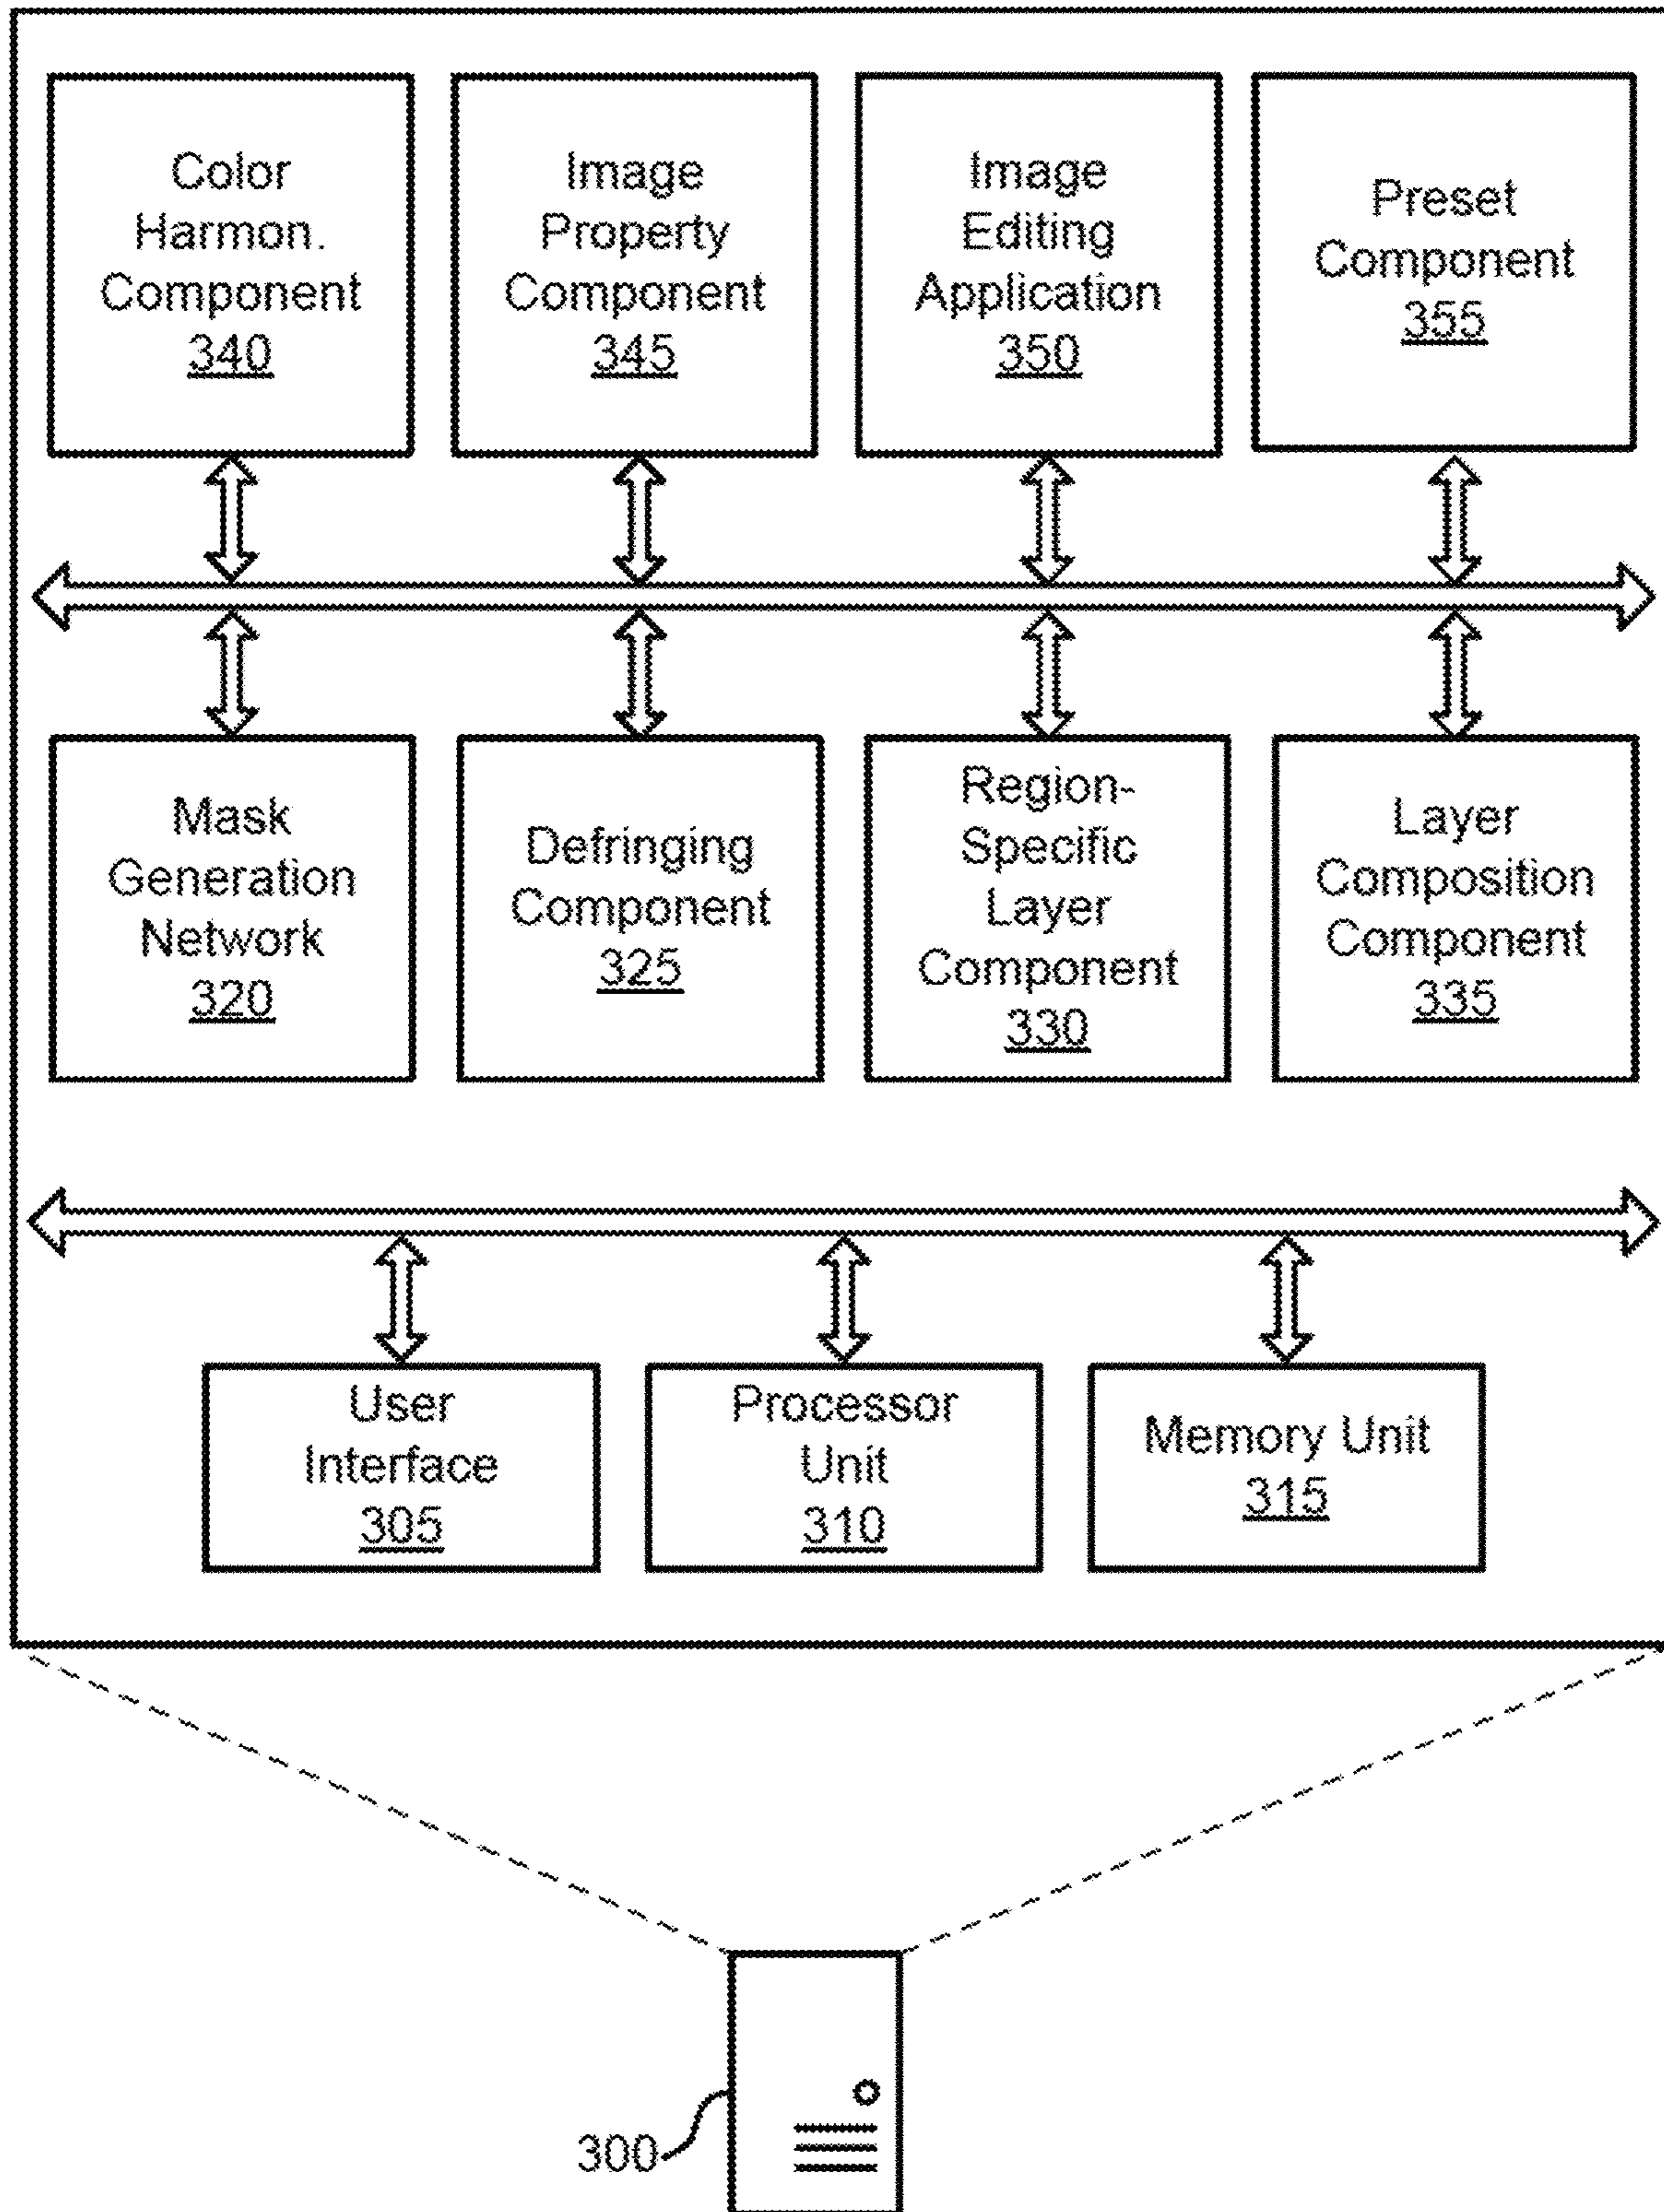 Color
Harmon.
Component
340
Image
Property
Component
345
Image
Editing
Application
350
Preset
Component
355
Mask
Generation
Network
320
Defringing
Component
325
Region-
Specific
Layer
Component
330
Layer
Composition
Component
335
User
Interface
305
Processor
Unit
310
Memory Unit
315
300